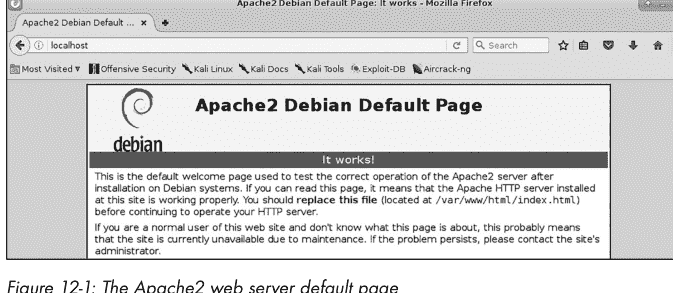 Apache2 Debian Default Page: It works - Mozilla Firefox
Apache2 Debian Default ... ×
localhost
Search
Most Visited ▾ Offensive Security Kali Linux Kali Docs Kali Tools Exploit-DB Aircrack-ng
Apache2 Debian Default Page
debian
It works!
This is the default welcome page used to test the correct operation of the Apache2 server after
installation on Debian systems. If you can read this page, it means that the Apache HTTP server installed
at this site is working properly. You should replace this file (located at /var/www/html/index.html)
before continuing to operate your HTTP server.
If you are a normal user of this web site and don't know what this page is about, this probably means
that the site is currently unavailable due to maintenance. If the problem persists, please contact the site's
administrator.
Figure 12-1: The Apache2 web server default page